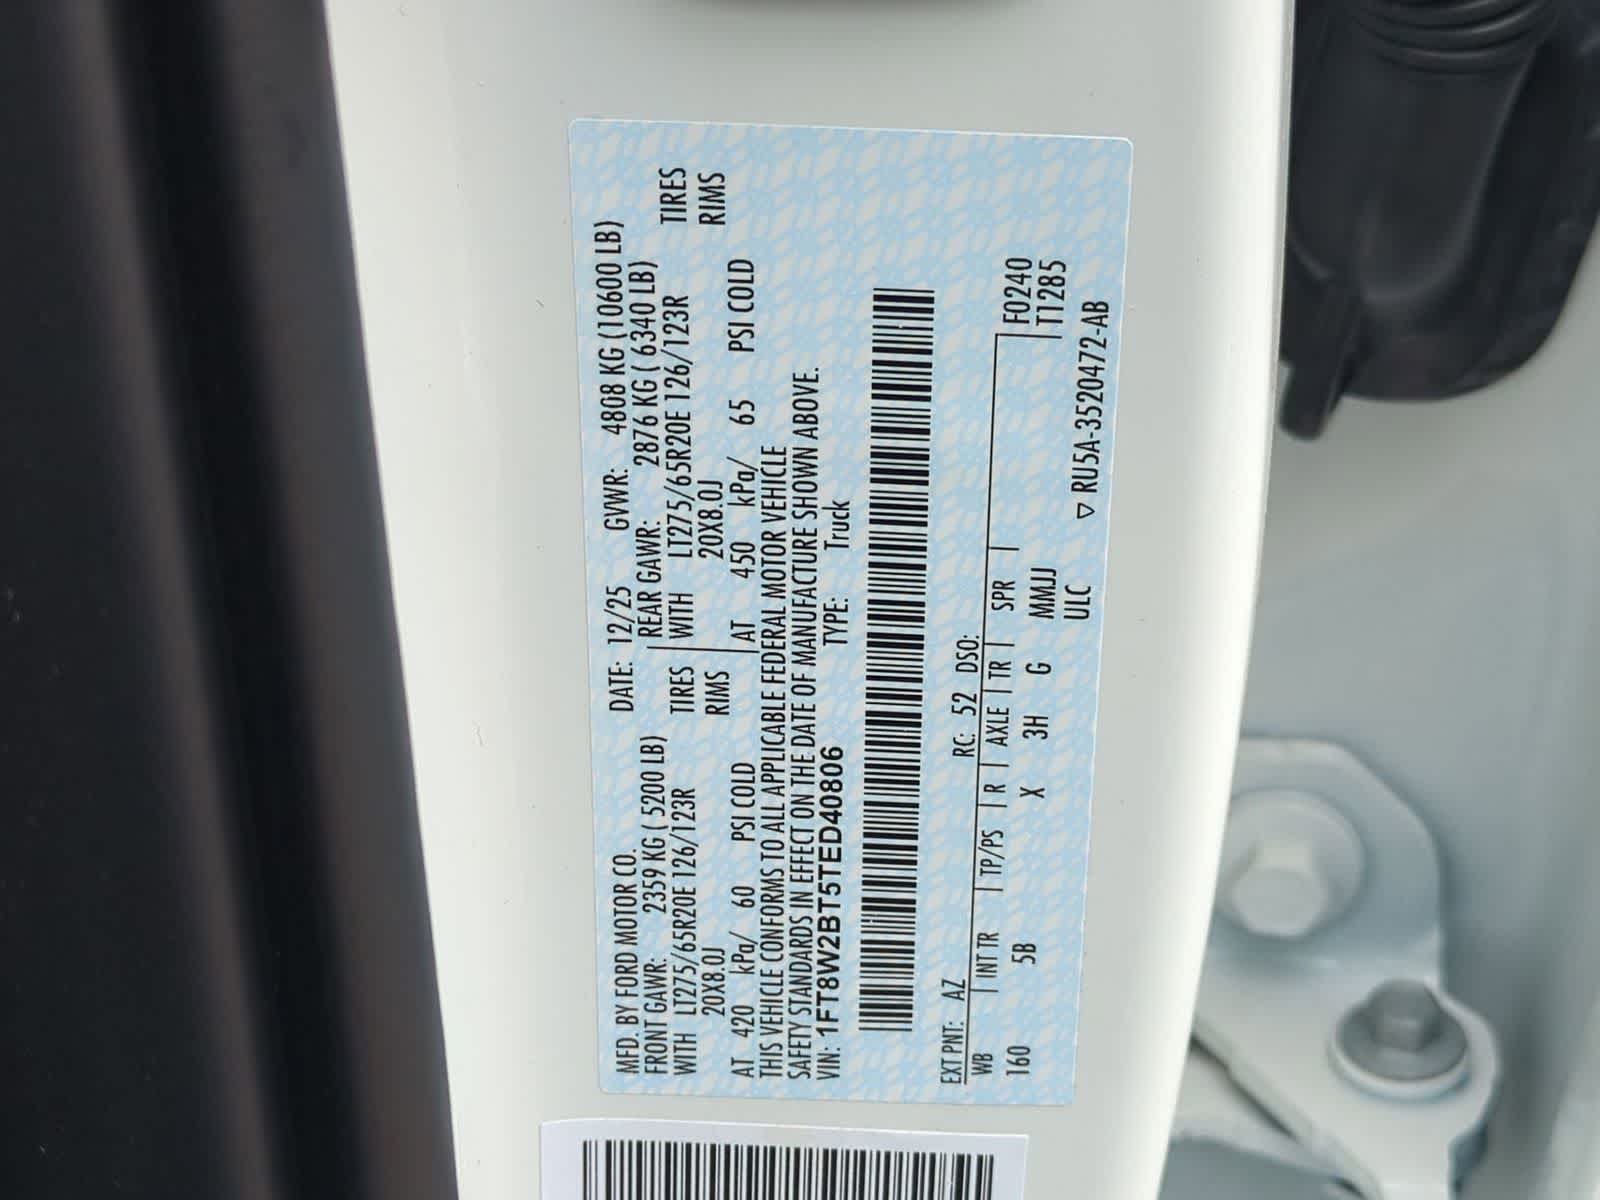 MFD. BY FORD MOTOR CO. DATE: 12/25 GVWR: 4808 KG (10600 LB)
FRONT GAWR: 2359 KG ( 5200 LB) REAR GAWR: 2876 KG ( 6340 LB)
WITH LT275/65R20E 126/123R TIRES WITH LT275/65R20E 126/123R TIRES
20X8.0J RIMS 20X8.0J RIMS
AT 420 kPa/ 60 PSI COLD AT 450 kPa/ 65 PSI COLD
THIS VEHICLE CONFORMS TO ALL APPLICABLE FEDERAL MOTOR VEHICLE
SAFETY STANDARDS IN EFFECT ON THE DATE OF MANUFACTURE SHOWN ABOVE.
VIN: 1FT8W2BT5TED40806 TYPE: Truck
EXT PNT: AZ RC: 52 DSO:
WB INT TR TP/PS R AXLE TR SPR F0240
160 5B X 3H G MMJJ T1285
ULC
▽ RU5A-3520472-AB